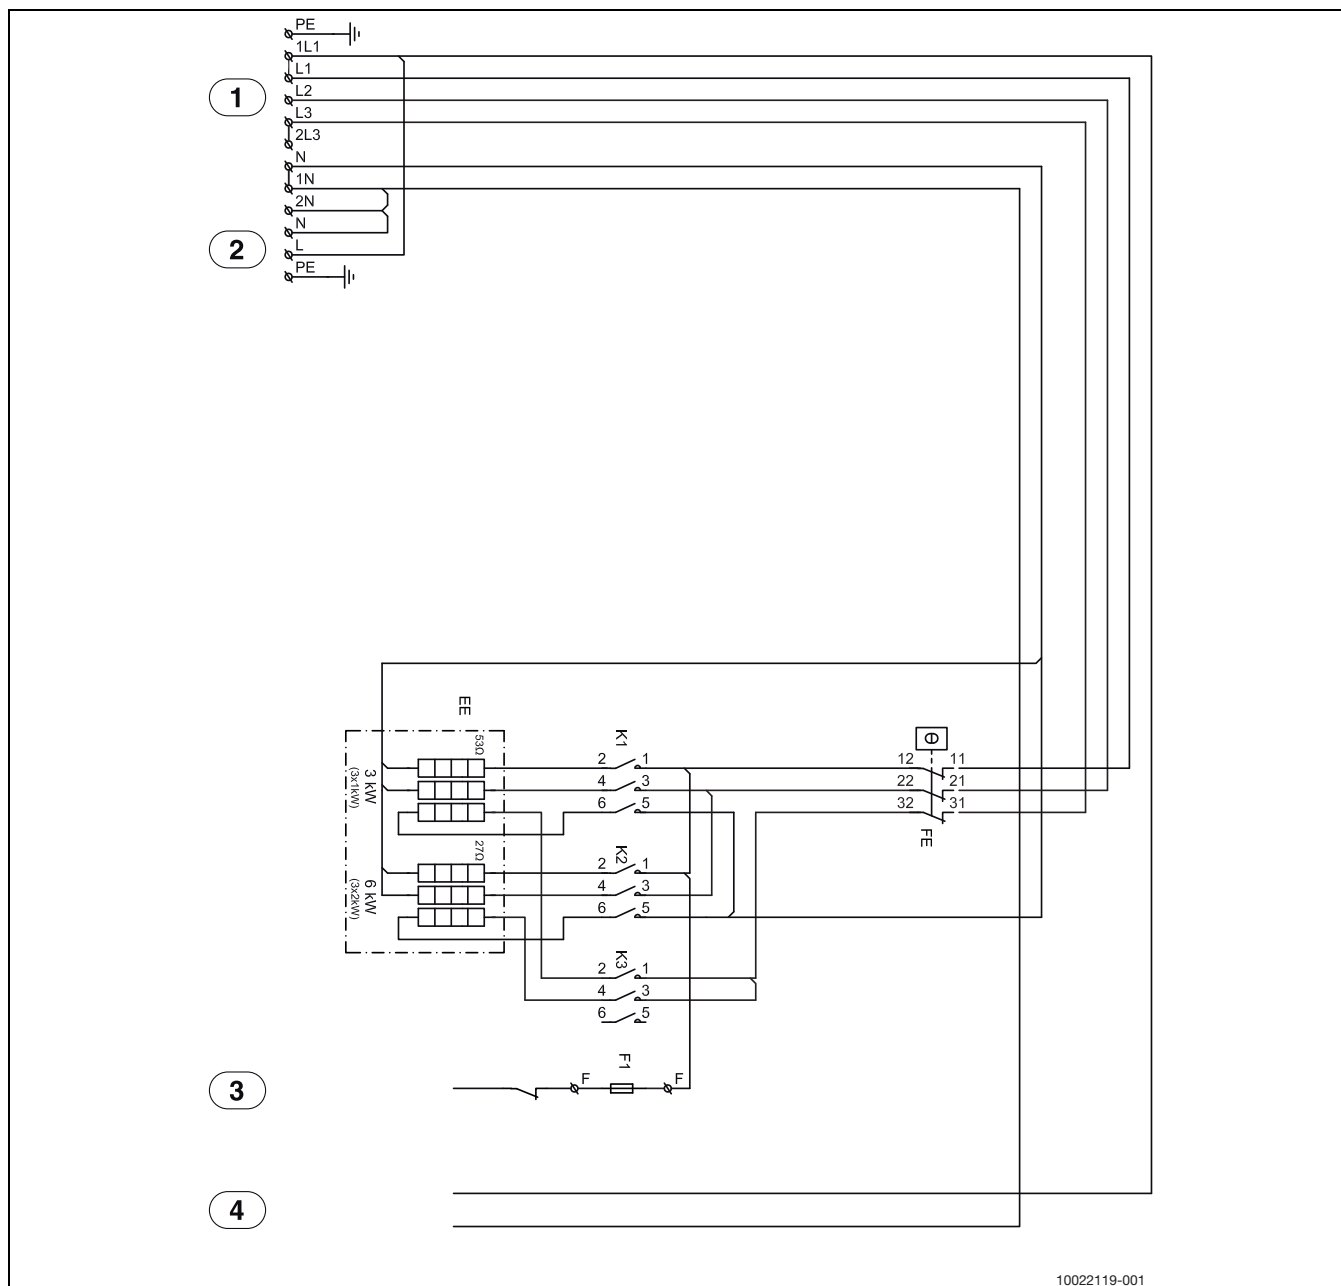 PE
1L1
L1
1
L2
L3
2L3
N
1N
2N
N
2
L
PE
EE
53Ω
3 kW
(3x1kW)
27Ω
6 kW
(3x2kW)
K1
2 1
4 3
6 5
K2
2 1
4 3
6 5
K3
2 1
4 3
6 5
θ
12 11
22 21
32 31
FE
F1
3
F F
4
10022119-001